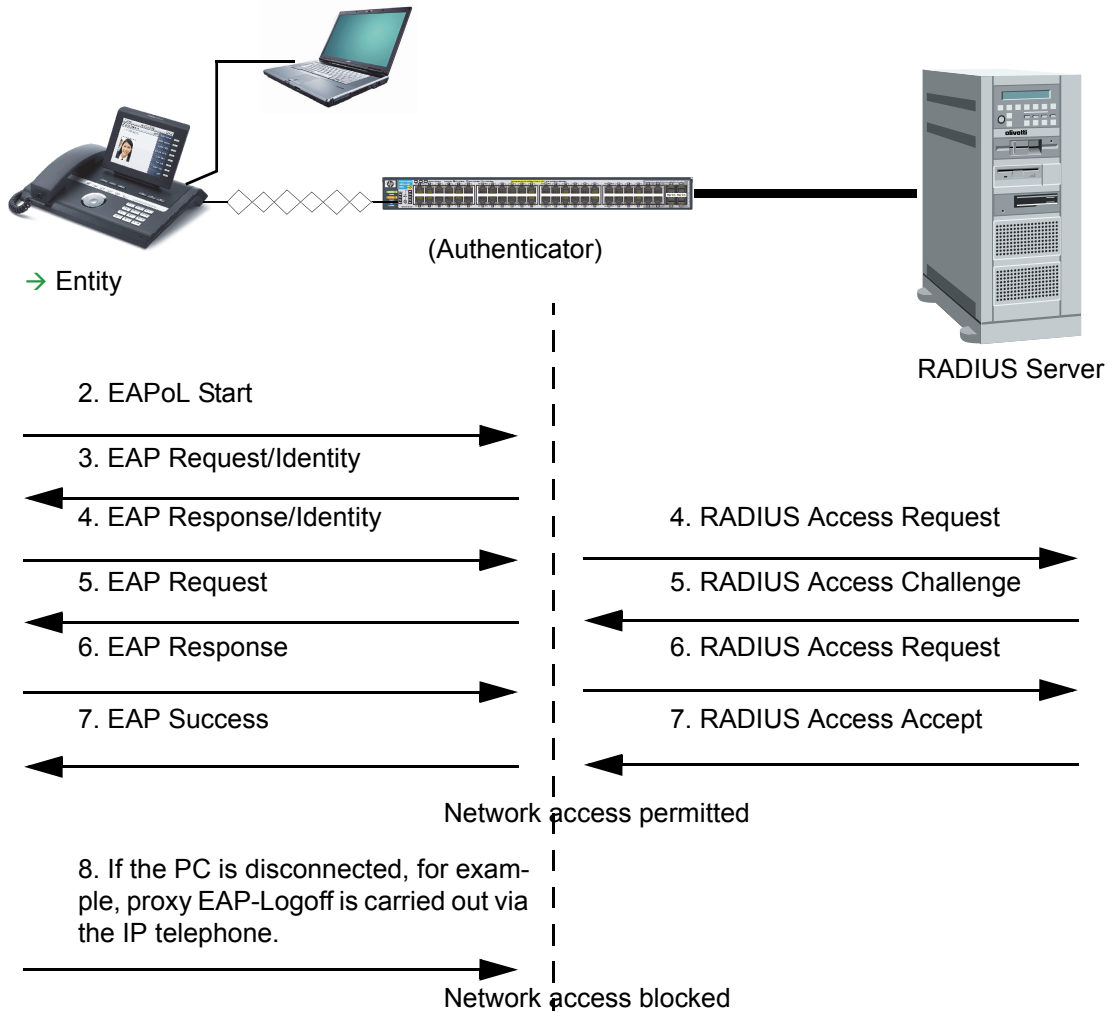 olivetti
(Authenticator)
→ Entity
RADIUS Server
2. EAPoL Start
3. EAP Request/Identity
4. EAP Response/Identity
4. RADIUS Access Request
5. EAP Request
5. RADIUS Access Challenge
6. EAP Response
6. RADIUS Access Request
7. EAP Success
7. RADIUS Access Accept
Network access permitted
8. If the PC is disconnected, for exam-
ple, proxy EAP-Logoff is carried out via
the IP telephone.
Network access blocked